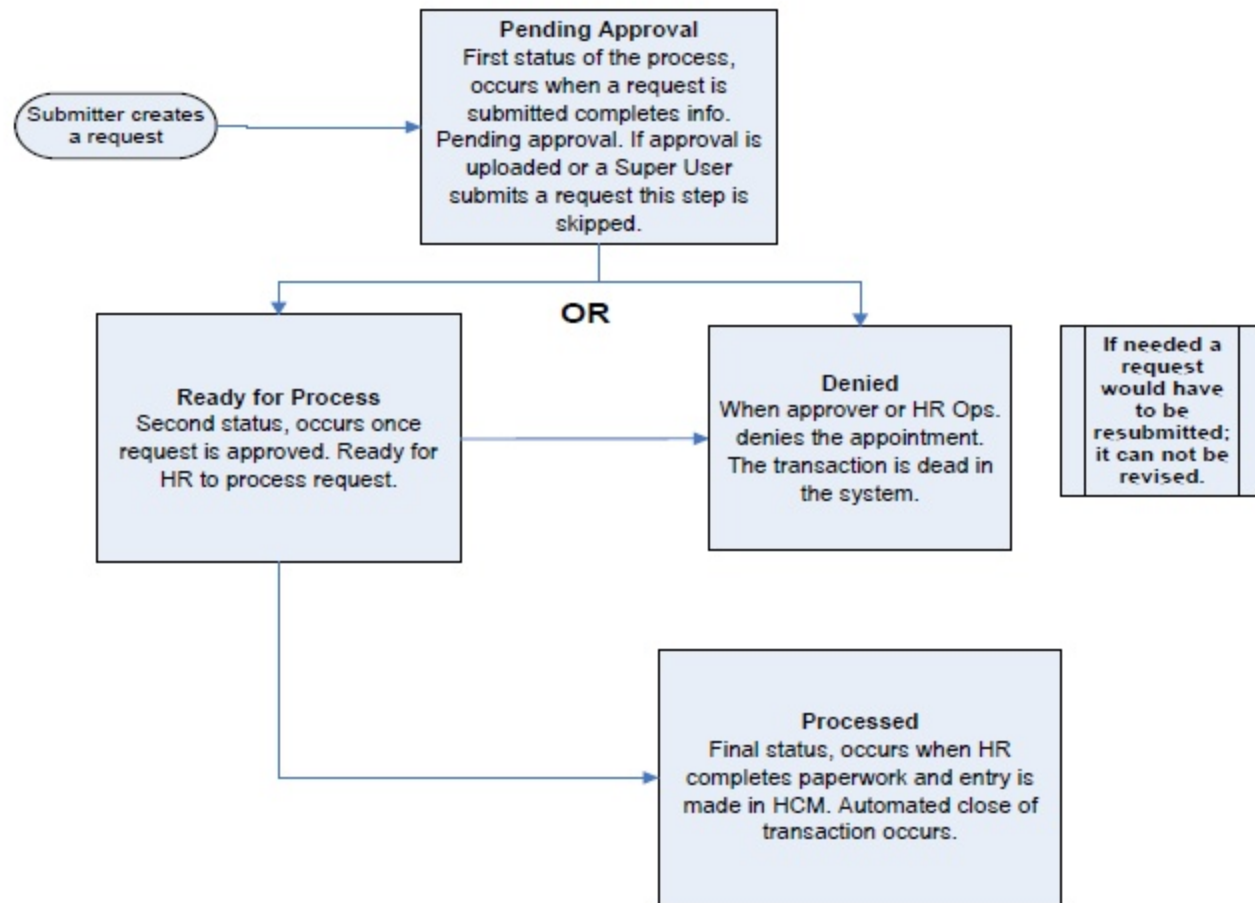 Pending Approval
First status of the process,
occurs when a request is
submitted completes info.
Pending approval. If approval is
uploaded or a Super User
submits a request this step is
skipped.
Submitter creates
a request
OR
Ready for Process
Second status, occurs once
request is approved. Ready for
HR to process request.
Denied
When approver or HR Ops.
denies the appointment.
The transaction is dead in
the system.
If needed a
request
would have
to be
resubmitted;
it can not be
revised.
Processed
Final status, occurs when HR
completes paperwork and entry is
made in HCM. Automated close of
transaction occurs.